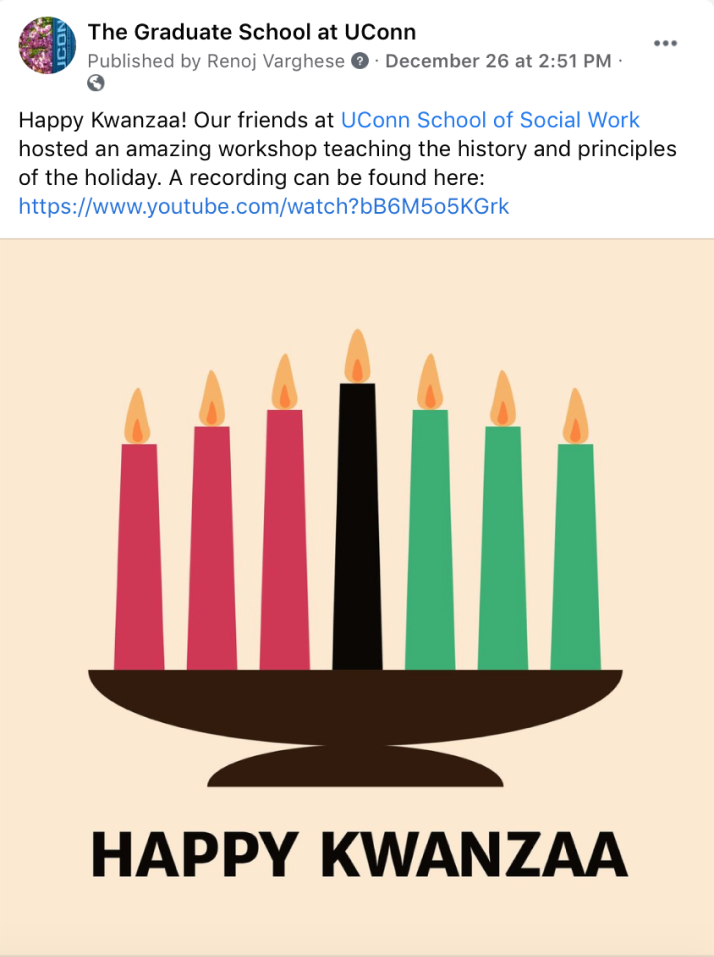 The Graduate School at UConn
Published by Renoj Varghese · December 26 at 2:51 PM ·
Happy Kwanzaa! Our friends at UConn School of Social Work
hosted an amazing workshop teaching the history and principles
of the holiday. A recording can be found here:
https://www.youtube.com/watch?bB6M5o5KGrk
UCONN
HAPPY KWANZAA